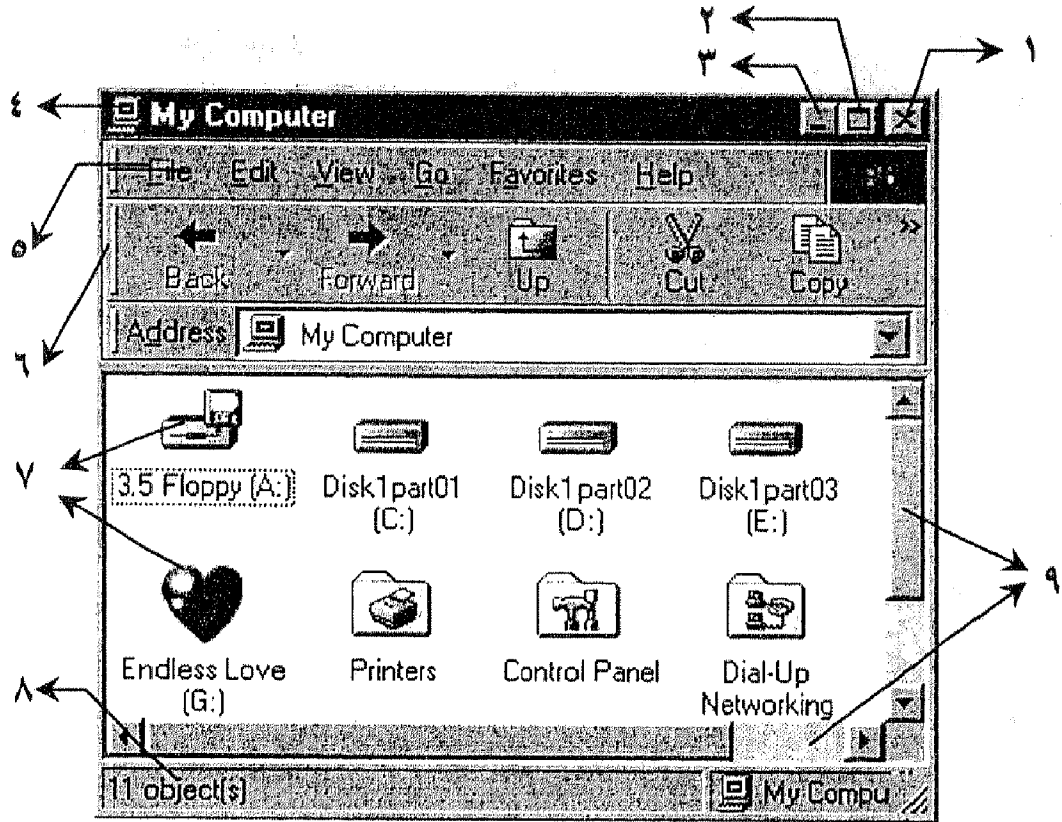 ٢
٣ ١
٤ My Computer
٥ File Edit View Go Favorites Help
Back Forward Up Cut Copy »
٦ Address My Computer
٧ 3.5 Floppy (A:) Disk1part01 (C:) Disk1part02 (D:) Disk1part03 (E:)
٩
Endless Love (G:) Printers Control Panel Dial-Up Networking
٨ 11 object(s) My Compu